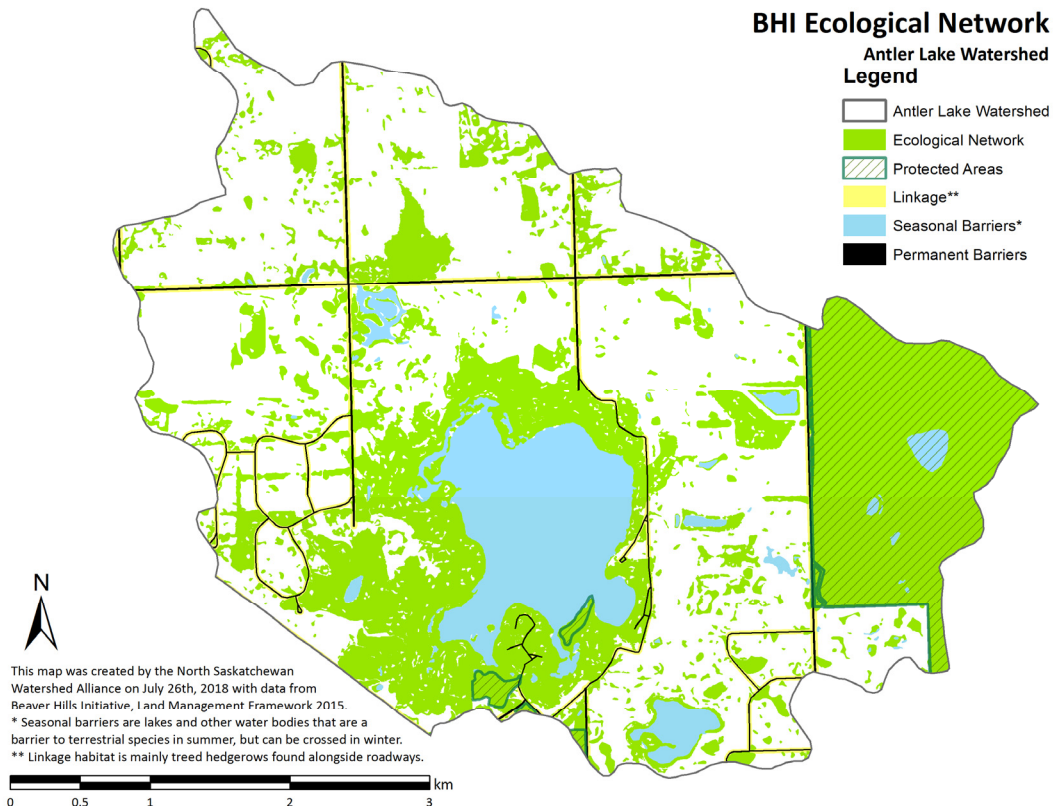 BHI Ecological Network
Antler Lake Watershed
Legend
Antler Lake Watershed
Ecological Network
Protected Areas
Linkage**
Seasonal Barriers*
Permanent Barriers
N
This map was created by the North Saskatchewan
Watershed Alliance on July 26th, 2018 with data from
Beaver Hills Initiative, Land Management Framework 2015.
* Seasonal barriers are lakes and other water bodies that are a
barrier to terrestrial species in summer, but can be crossed in winter.
** Linkage habitat is mainly treed hedgerows found alongside roadways.
km
0 0.5 1 2 3